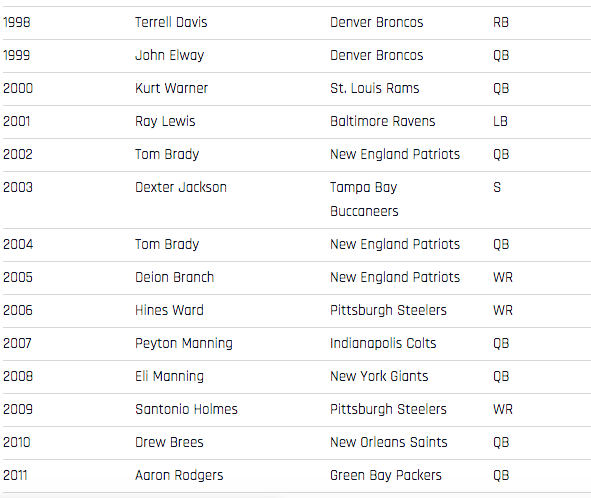 1998 Terrell Davis Denver Broncos RB
1999 John Elway Denver Broncos QB
2000 Kurt Warner St. Louis Rams QB
2001 Ray Lewis Baltimore Ravens LB
2002 Tom Brady New England Patriots QB
2003 Dexter Jackson Tampa Bay S
Buccaneers
2004 Tom Brady New England Patriots QB
2005 Deion Branch New England Patriots WR
2006 Hines Ward Pittsburgh Steelers WR
2007 Peyton Manning Indianapolis Colts QB
2008 Eli Manning New York Giants QB
2009 Santonio Holmes Pittsburgh Steelers WR
2010 Drew Brees New Orleans Saints QB
2011 Aaron Rodgers Green Bay Packers QB